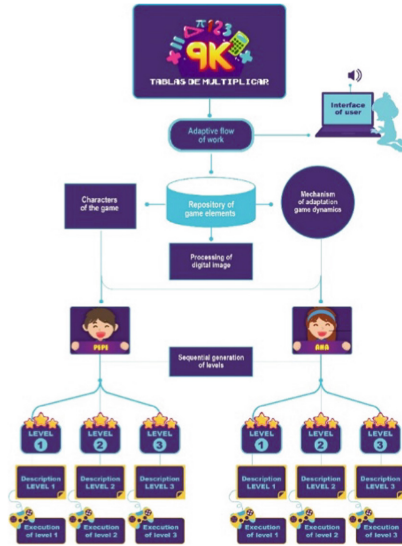 π 1 2 3
9K
TABLAS DE MULTIPLICAR
Interface
of user
Adaptive flow
of work
Characters
of the game
Repository of
game elements
Mechanism of
adaptation
game dynamics
Processing of
digital image
PEPE
ANA
Sequential generation
of levels
LEVEL
1
LEVEL
2
LEVEL
3
LEVEL
1
LEVEL
2
LEVEL
3
Description
LEVEL 1
Description
LEVEL 2
Description
LEVEL 3
Description
LEVEL 1
Description
LEVEL 2
Description
LEVEL 3
Execution
of level 1
Execution
of level 2
Execution
of level 3
Execution
of level 1
Execution
of level 2
Execution
of level 3